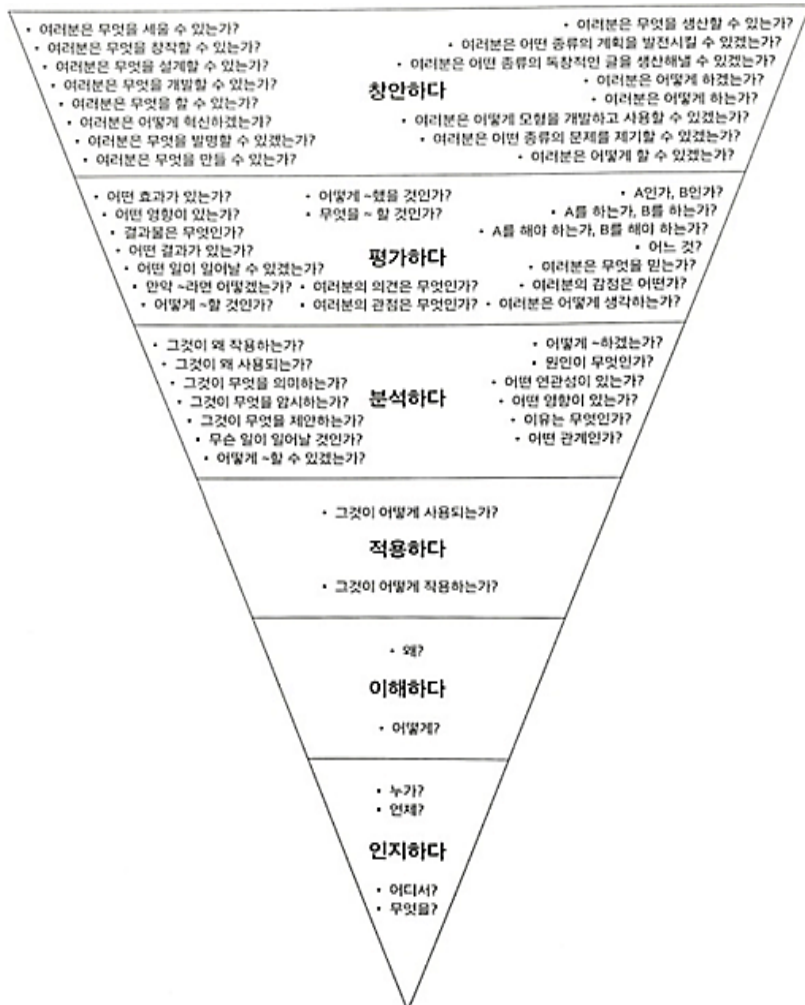 • 여러분은 무엇을 세울 수 있는가?
• 여러분은 무엇을 창작할 수 있는가?
• 여러분은 무엇을 설계할 수 있는가?
• 여러분은 무엇을 개발할 수 있는가?
• 여러분은 무엇을 할 수 있는가?
• 여러분은 어떻게 혁신하겠는가?
• 여러분은 무엇을 발명할 수 있겠는가?
• 여러분은 무엇을 만들 수 있는가?
창안하다
• 여러분은 무엇을 생산할 수 있는가?
• 여러분은 어떤 종류의 계획을 발전시킬 수 있겠는가?
• 여러분은 어떤 종류의 독창적인 글을 생산해낼 수 있겠는가?
• 여러분은 어떻게 하겠는가?
• 여러분은 어떻게 하는가?
• 여러분은 어떻게 모형을 개발하고 사용할 수 있겠는가?
• 여러분은 어떤 종류의 문제를 제기할 수 있겠는가?
• 여러분은 어떻게 할 수 있겠는가?
• 어떤 효과가 있는가?
• 어떤 영향이 있는가?
• 결과물은 무엇인가?
• 어떤 결과가 있는가?
• 어떤 일이 일어날 수 있겠는가?
• 만약 ~라면 어떻겠는가?
• 어떻게 ~할 것인가?
• 어떻게 ~했을 것인가?
• 무엇을 ~ 할 것인가?
평가하다
• 여러분의 의견은 무엇인가?
• 여러분의 관점은 무엇인가?
• A인가, B인가?
• A를 하는가, B를 하는가?
• A를 해야 하는가, B를 해야 하는가?
• 어느 것?
• 여러분은 무엇을 믿는가?
• 여러분의 감정은 어떤가?
• 여러분은 어떻게 생각하는가?
• 그것이 왜 작용하는가?
• 그것이 왜 사용되는가?
• 그것이 무엇을 의미하는가?
• 그것이 무엇을 암시하는가?
• 그것이 무엇을 제안하는가?
• 무슨 일이 일어날 것인가?
• 어떻게 ~할 수 있겠는가?
분석하다
• 어떻게 ~하겠는가?
• 원인이 무엇인가?
• 어떤 연관성이 있는가?
• 어떤 영향이 있는가?
• 이유는 무엇인가?
• 어떤 관계인가?
• 그것이 어떻게 사용되는가?
적용하다
• 그것이 어떻게 작용하는가?
• 왜?
이해하다
• 어떻게?
• 누가?
• 언제?
인지하다
• 어디서?
• 무엇을?